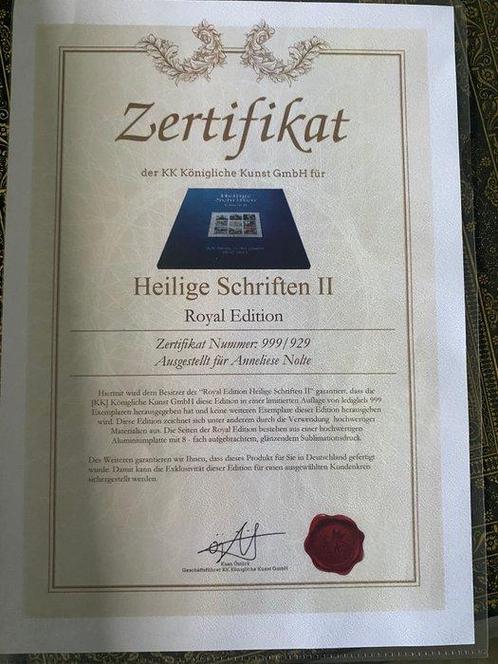 Zertifikat
der KK Königliche Kunst GmbH für
Heilige
Schriften
Heilige Schriften II
Royal Edition
Zertifikat Nummer: 999/929
Ausgestellt für Anneliese Nolte
Hiermit wird dem Besitzer der "Royal Edition Heilige Schriften II" garantiert, dass die
[KK] Königliche Kunst GmbH diese Edition in einer limitierten Auflage von lediglich 999
Exemplaren herausgegeben hat und keine weiteren Exemplare dieser Edition herausgeben
wird. Diese Edition zeichnet sich unter anderem durch die Verwendung hochwertiger
Materialien aus. Die Seiten der Royal Edition bestehen aus einer hochwertigen
Aluminiumplatte mit 8 - fach aufgebrachtem, glänzendem Sublimationsdruck.
Des Weiteren garantieren wir Ihnen, dass dieses Produkt für Sie in Deutschland gefertigt
wurde. Damit kann die Exklusivität dieser Edition für einen ausgewählten Kundenkreis
sichergestellt werden.
Kaan Öztürk
Geschäftsführer KK Königliche Kunst GmbH